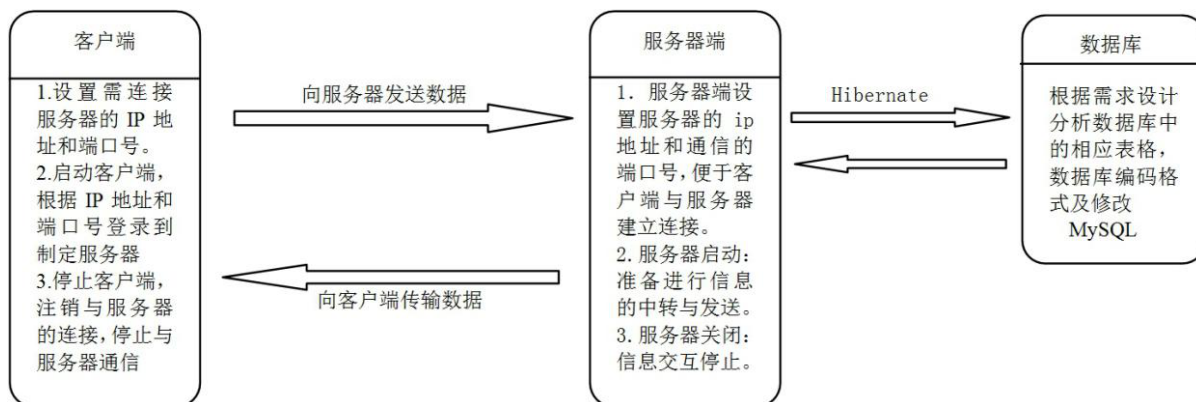 客户端
1.设置需连接
服务器的 IP 地
址和端口号。
2.启动客户端,
根据 IP 地址和
端口号登录到
制定服务器
3.停止客户端,
注销与服务器
的连接,停止与
服务器通信
向服务器发送数据
向客户端传输数据
服务器端
1. 服务器端设
置服务器的 ip
地址和通信的
端口号,便于客
户端与服务器
建立连接。
2.服务器启动:
准备进行信息
的中转与发送。
3.服务器关闭:
信息交互停止。
Hibernate
数据库
根据需求设计
分析数据库中
的相应表格,
数据库编码格
式及修改
MySQL